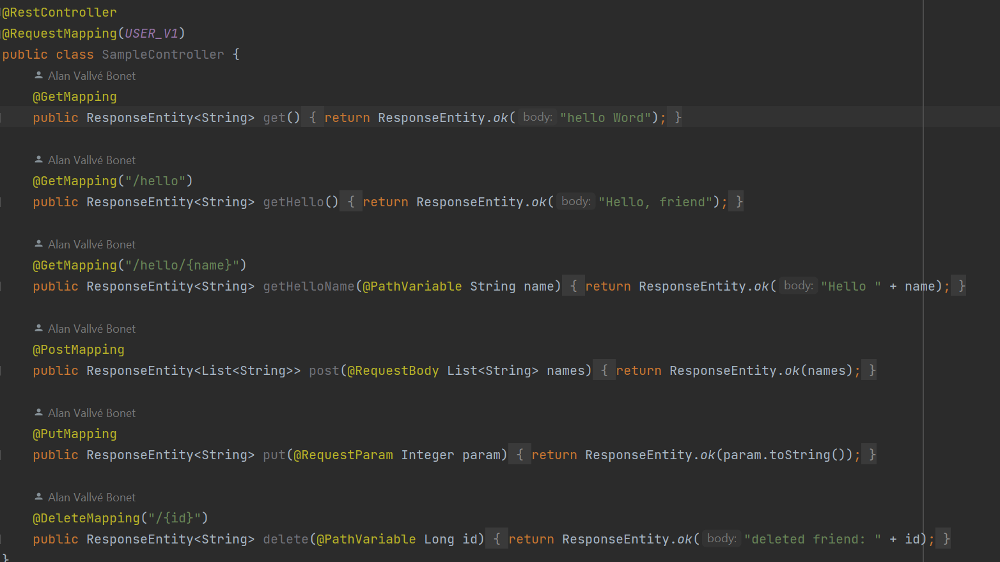 @RestController
@RequestMapping(USER_V1)
public class SampleController {
Alan Vallvé Bonet
@GetMapping
public ResponseEntity<String> get() { return ResponseEntity.ok( body: "hello Word"); }
Alan Vallvé Bonet
@GetMapping("/hello")
public ResponseEntity<String> getHello() { return ResponseEntity.ok( body: "Hello, friend"); }
Alan Vallvé Bonet
@GetMapping("/hello/{name}")
public ResponseEntity<String> getHelloName(@PathVariable String name) { return ResponseEntity.ok( body: "Hello " + name); }
Alan Vallvé Bonet
@PostMapping
public ResponseEntity<List<String>> post(@RequestBody List<String> names) { return ResponseEntity.ok(names); }
Alan Vallvé Bonet
@PutMapping
public ResponseEntity<String> put(@RequestParam Integer param) { return ResponseEntity.ok(param.toString()); }
Alan Vallvé Bonet
@DeleteMapping("/{id}")
public ResponseEntity<String> delete(@PathVariable Long id) { return ResponseEntity.ok( body: "deleted friend: " + id); }
}